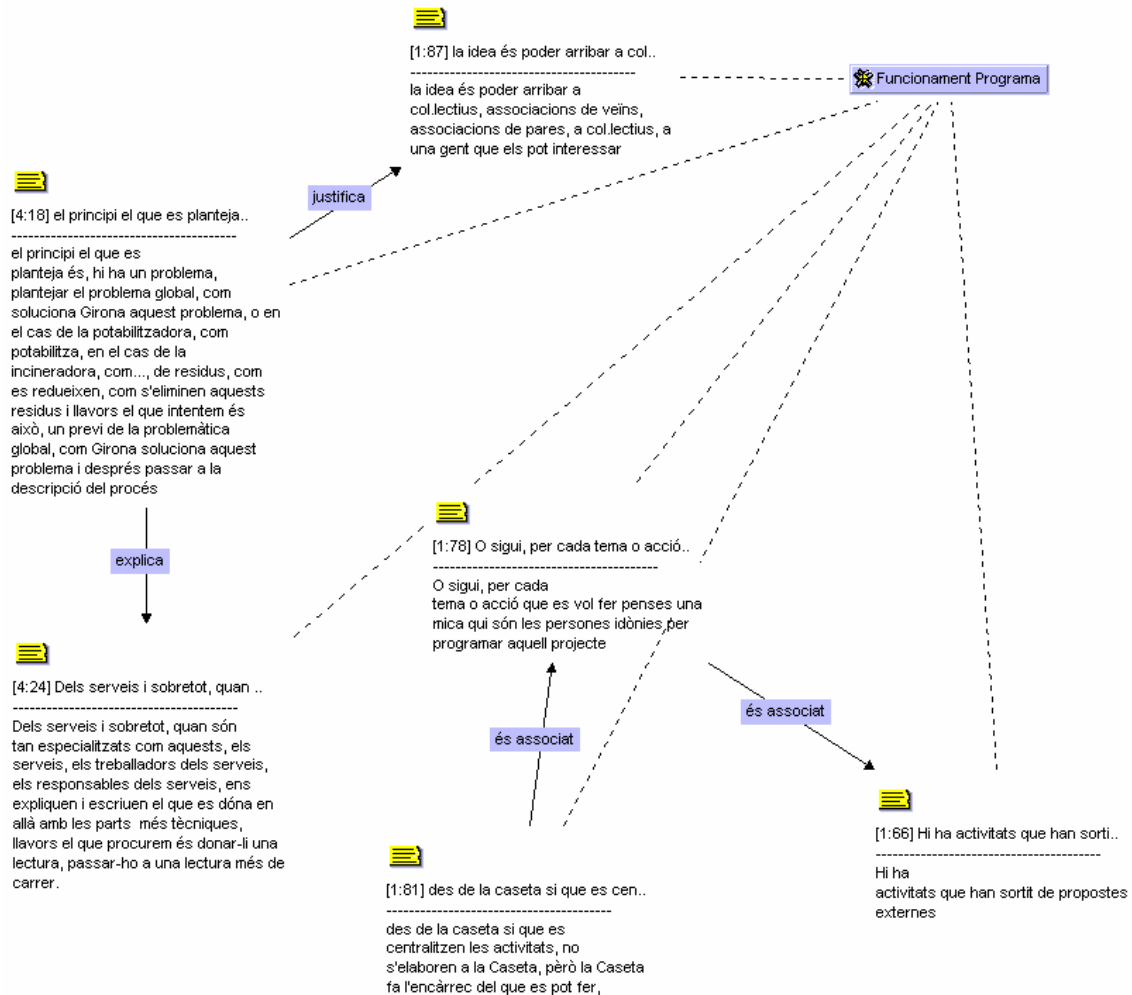 [1:87] la idea és poder arribar a col..
-----------------------------------------
la idea és poder arribar a
col.lectius, associacions de veïns,
associacions de pares, a col.lectius, a
una gent que els pot interessar
Funcionament Programa
justifica
[4:18] el principi el que es planteja..
-----------------------------------------
el principi el que es
planteja és, hi ha un problema,
plantejar el problema global, com
soluciona Girona aquest problema, o en
el cas de la potabilitzadora, com
potabilitza, en el cas de la
incineradora, com..., de residus, com
es redueixen, com s'eliminen aquests
residus i llavors el que intentem és
això, un previ de la problemàtica
global, com Girona soluciona aquest
problema i després passar a la
descripció del procés
explica
[4:24] Dels serveis i sobretot, quan ..
-----------------------------------------
Dels serveis i sobretot, quan són
tan especialitzats com aquests, els
serveis, els treballadors dels serveis,
els responsables dels serveis, ens
expliquen i escriuen el que es dóna en
allà amb les parts més tècniques,
llavors el que procurem és donar-li una
lectura, passar-ho a una lectura més de
carrer.
[1:78] O sigui, per cada tema o acció..
-----------------------------------------
O sigui, per cada
tema o acció que es vol fer penses una
mica qui són les persones idònies per
programar aquell projecte
és associat
és associat
[1:81] des de la caseta si que es cen..
-----------------------------------------
des de la caseta si que es
centralitzen les activitats, no
s'elaboren a la Caseta, pèrò la Caseta
fa l'encàrrec del que es pot fer,
[1:66] Hi ha activitats que han sorti..
-----------------------------------------
Hi ha
activitats que han sortit de propostes
externes